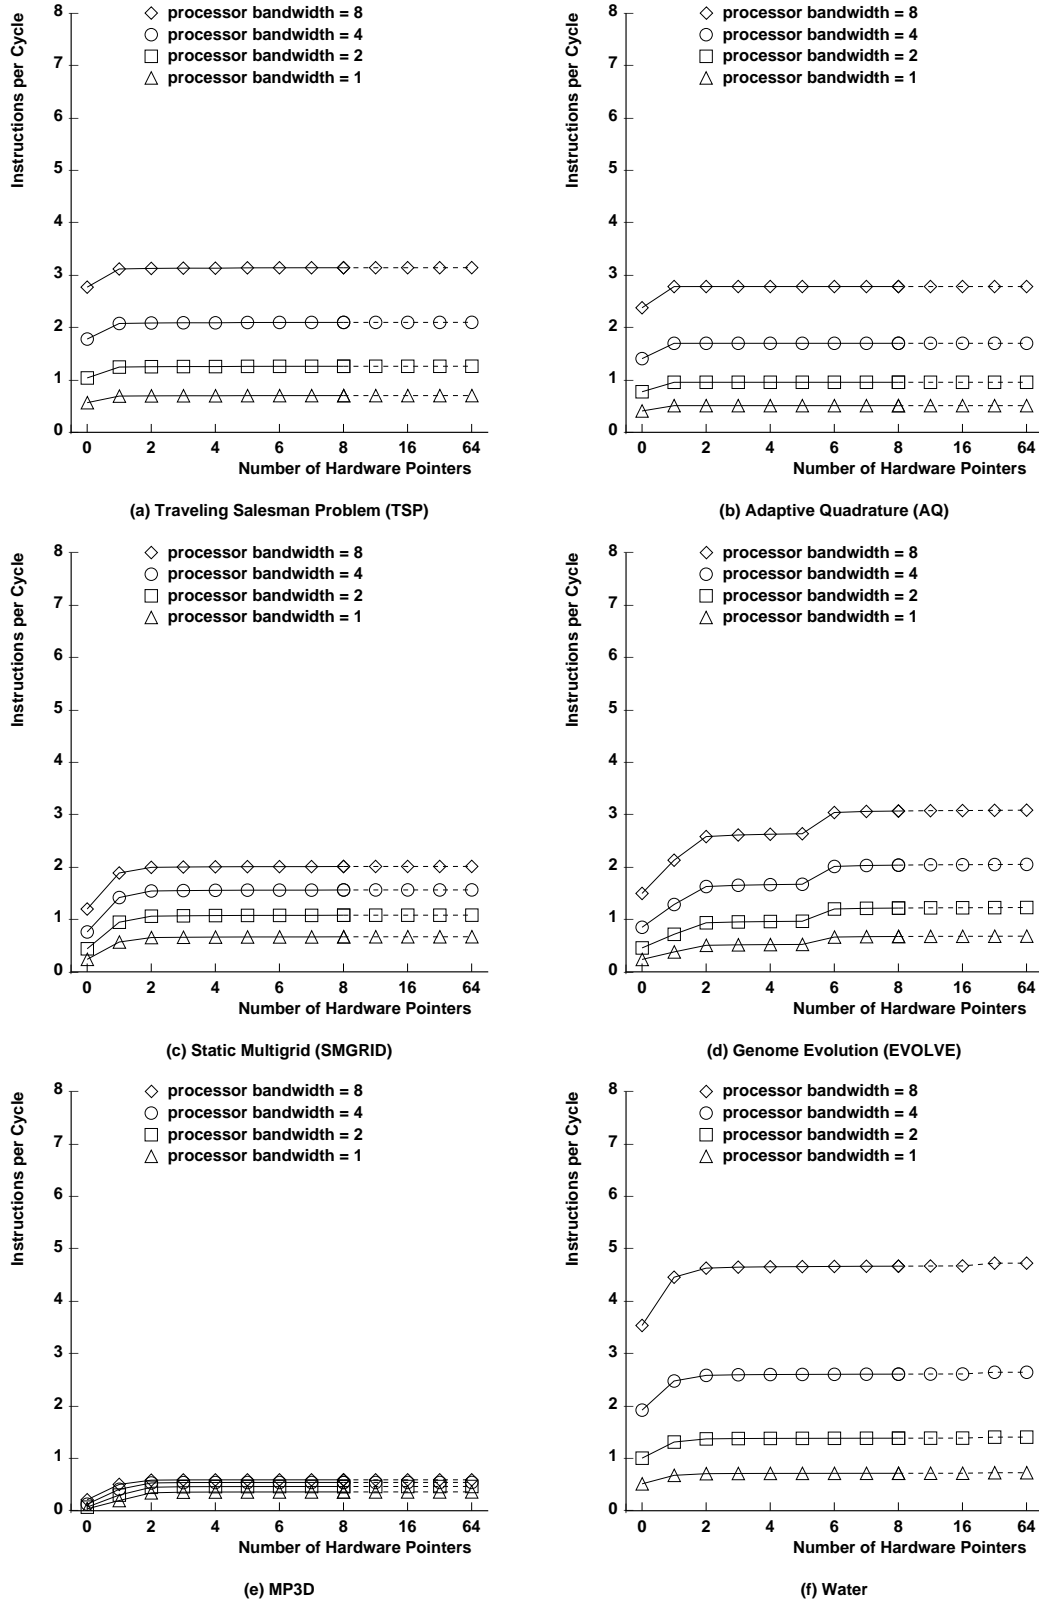 Instructions per Cycle
8
7
6
5
4
3
2
1
0
processor bandwidth = 8
processor bandwidth = 4
processor bandwidth = 2
processor bandwidth = 1
0 2 4 6 8 16 64
Number of Hardware Pointers
(a) Traveling Salesman Problem (TSP)
Instructions per Cycle
8
7
6
5
4
3
2
1
0
processor bandwidth = 8
processor bandwidth = 4
processor bandwidth = 2
processor bandwidth = 1
0 2 4 6 8 16 64
Number of Hardware Pointers
(b) Adaptive Quadrature (AQ)
Instructions per Cycle
8
7
6
5
4
3
2
1
0
processor bandwidth = 8
processor bandwidth = 4
processor bandwidth = 2
processor bandwidth = 1
0 2 4 6 8 16 64
Number of Hardware Pointers
(c) Static Multigrid (SMGRID)
Instructions per Cycle
8
7
6
5
4
3
2
1
0
processor bandwidth = 8
processor bandwidth = 4
processor bandwidth = 2
processor bandwidth = 1
0 2 4 6 8 16 64
Number of Hardware Pointers
(d) Genome Evolution (EVOLVE)
Instructions per Cycle
8
7
6
5
4
3
2
1
0
processor bandwidth = 8
processor bandwidth = 4
processor bandwidth = 2
processor bandwidth = 1
0 2 4 6 8 16 64
Number of Hardware Pointers
(e) MP3D
Instructions per Cycle
8
7
6
5
4
3
2
1
0
processor bandwidth = 8
processor bandwidth = 4
processor bandwidth = 2
processor bandwidth = 1
0 2 4 6 8 16 64
Number of Hardware Pointers
(f) Water